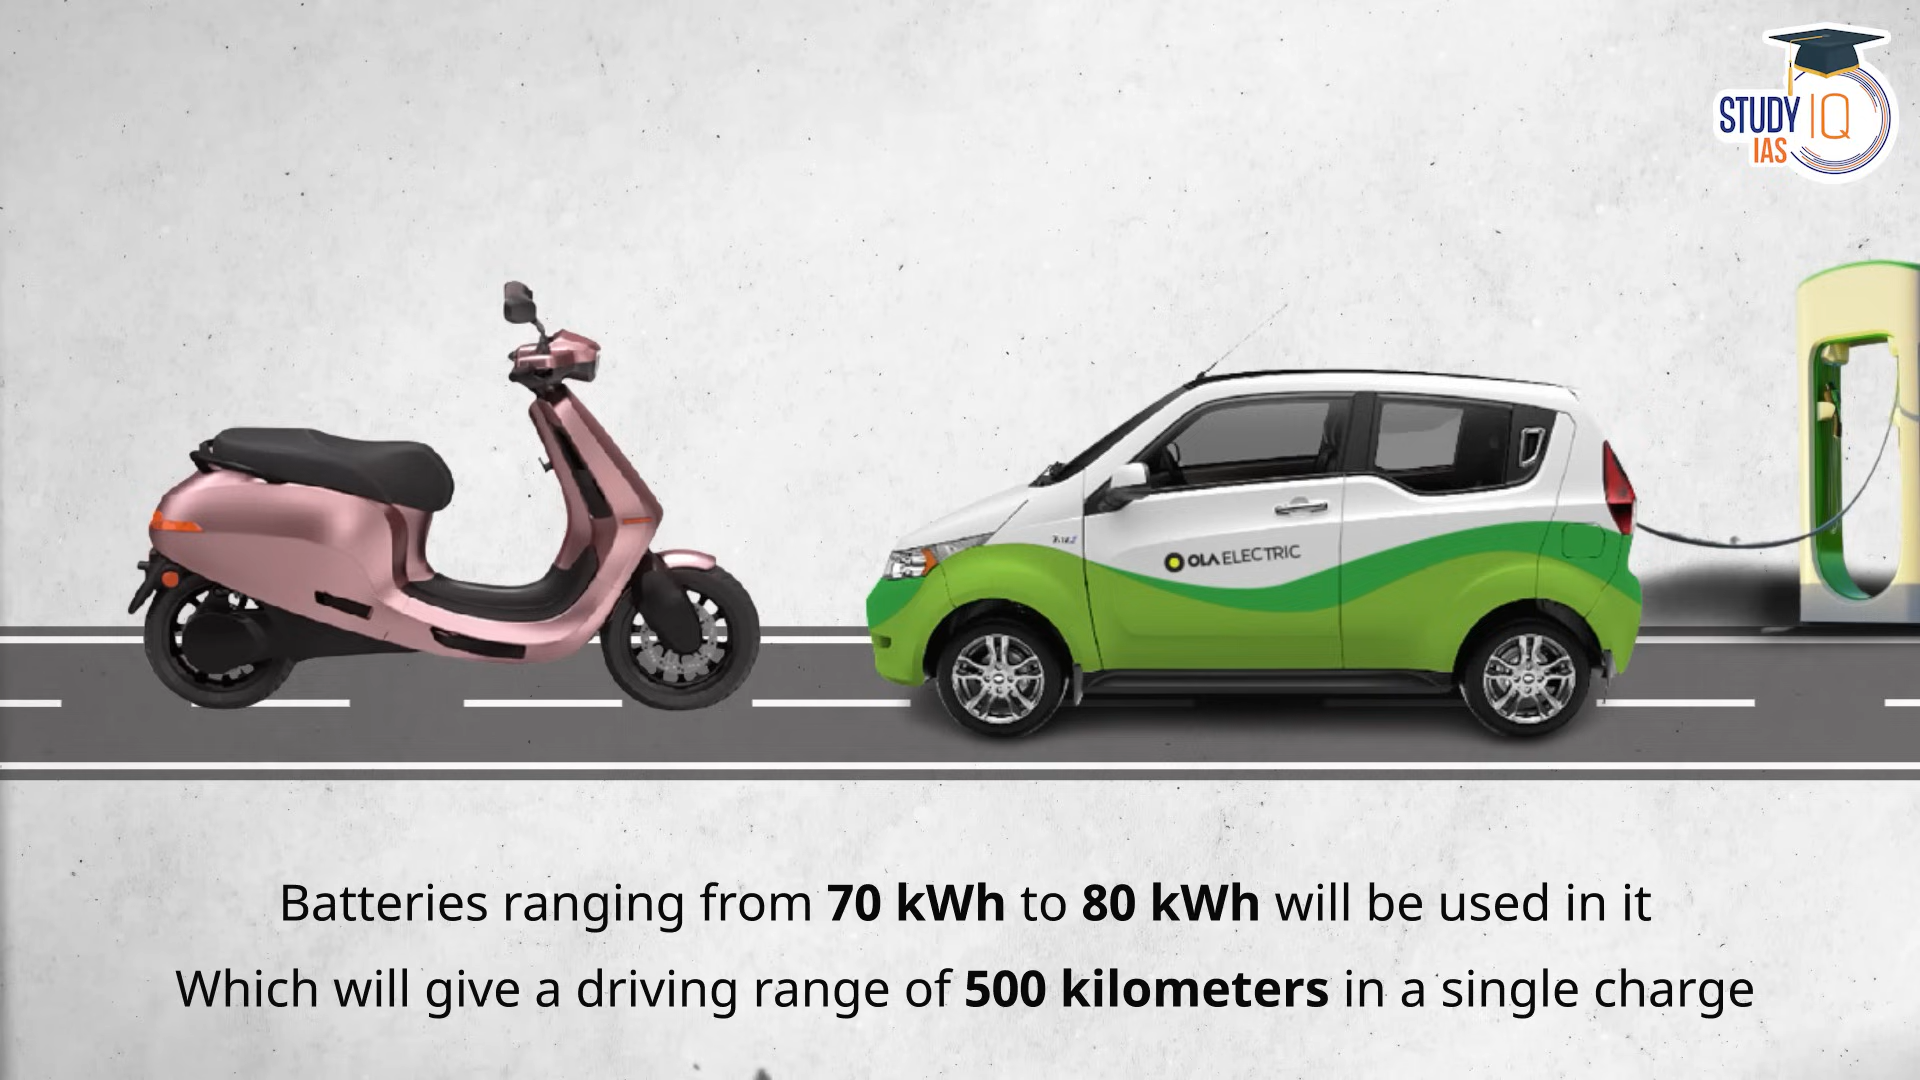 STUDY IQ
IAS
OLA ELECTRIC
Batteries ranging from 70 kWh to 80 kWh will be used in it
Which will give a driving range of 500 kilometers in a single charge